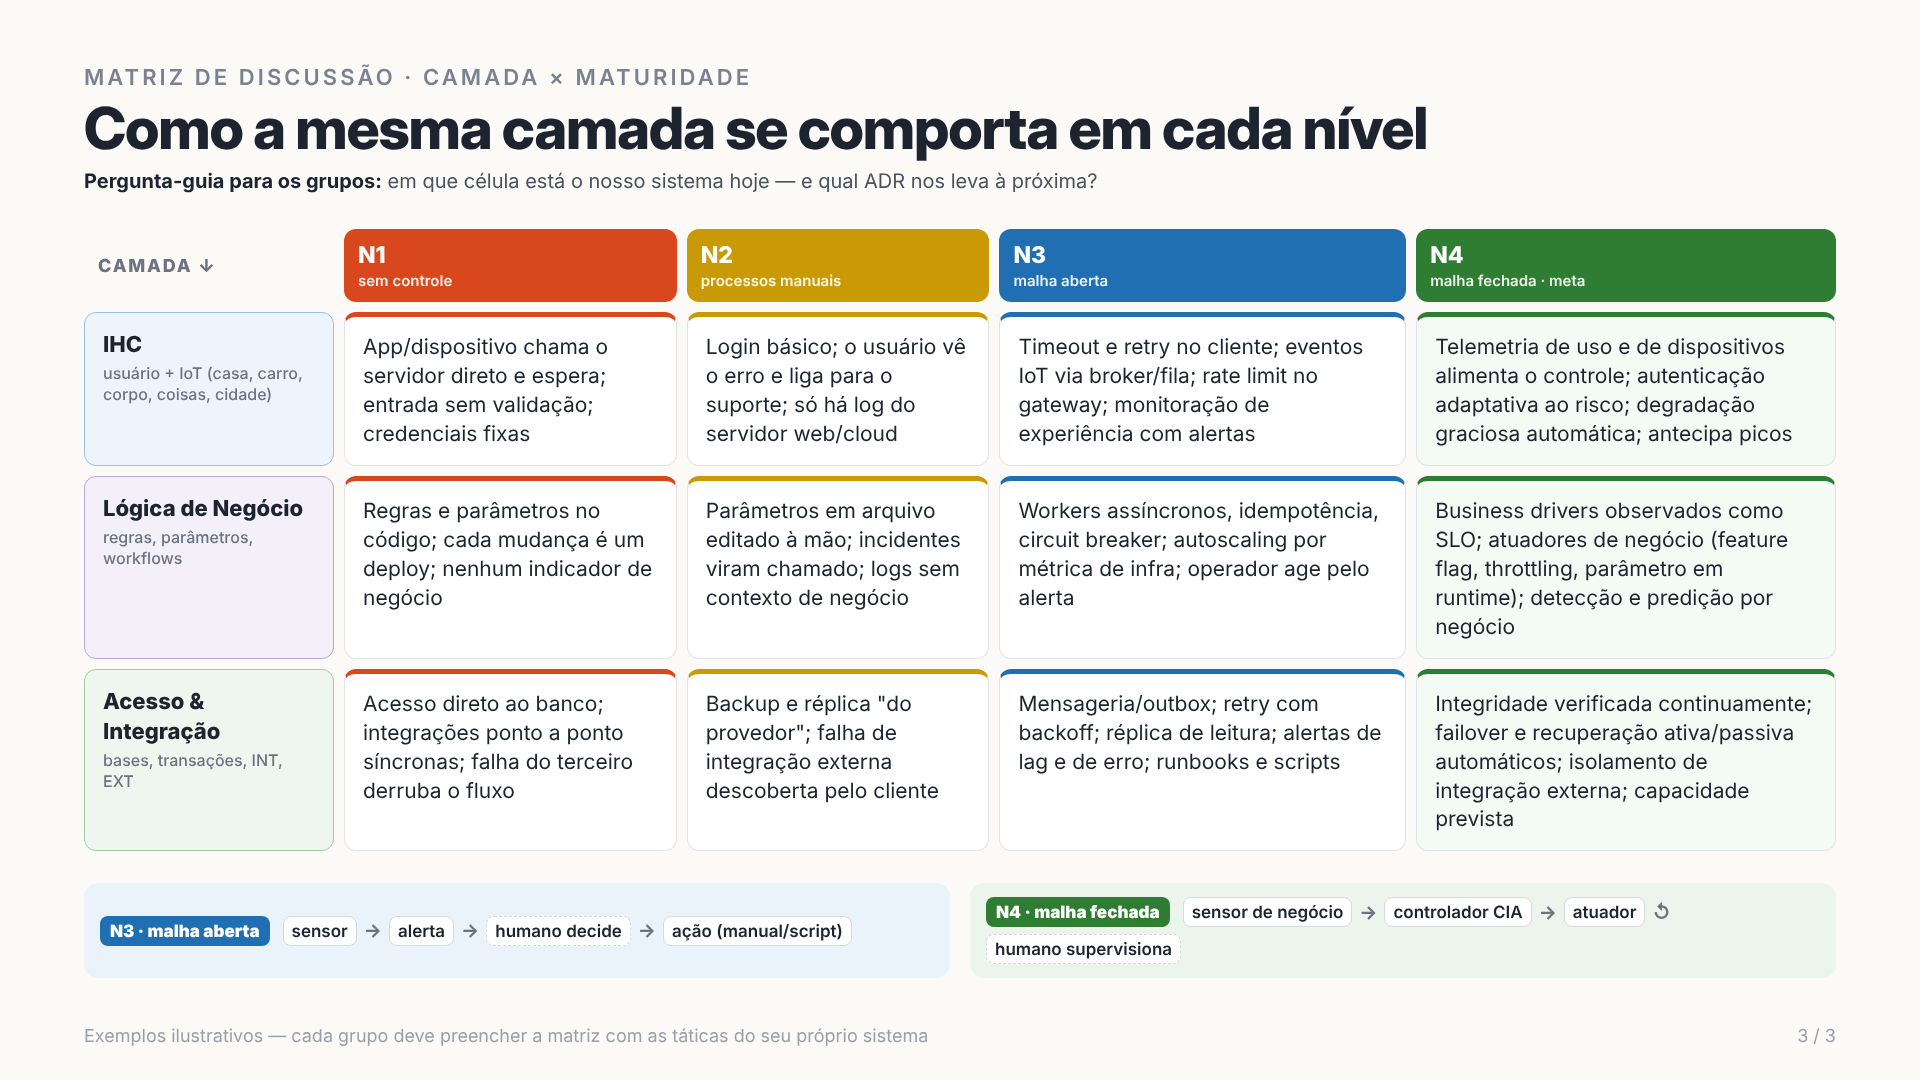 MATRIZ DE DISCUSSÃO · CAMADA × MATURIDADE
Como a mesma camada se comporta em cada nível
Pergunta-guia para os grupos: em que célula está o nosso sistema hoje — e qual ADR nos leva à próxima?
CAMADA ↓
N1
sem controle
N2
processos manuais
N3
malha aberta
N4
malha fechada · meta
IHC
usuário + IoT (casa, carro,
corpo, coisas, cidade)
App/dispositivo chama o
servidor direto e espera;
entrada sem validação;
credenciais fixas
Login básico; o usuário vê
o erro e liga para o
suporte; só há log do
servidor web/cloud
Timeout e retry no cliente; eventos
IoT via broker/fila; rate limit no
gateway; monitoração de
experiência com alertas
Telemetria de uso e de dispositivos
alimenta o controle; autenticação
adaptativa ao risco; degradação
graciosa automática; antecipa picos
Lógica de Negócio
regras, parâmetros,
workflows
Regras e parâmetros no
código; cada mudança é um
deploy; nenhum indicador de
negócio
Parâmetros em arquivo
editado à mão; incidentes
viram chamado; logs sem
contexto de negócio
Workers assíncronos, idempotência,
circuit breaker; autoscaling por
métrica de infra; operador age pelo
alerta
Business drivers observados como
SLO; atuadores de negócio (feature
flag, throttling, parâmetro em
runtime); detecção e predição por
negócio
Acesso &
Integração
bases, transações, INT,
EXT
Acesso direto ao banco;
integrações ponto a ponto
síncronas; falha do terceiro
derruba o fluxo
Backup e réplica "do
provedor"; falha de
integração externa
descoberta pelo cliente
Mensageria/outbox; retry com
backoff; réplica de leitura; alertas de
lag e de erro; runbooks e scripts
Integridade verificada continuamente;
failover e recuperação ativa/passiva
automáticos; isolamento de
integração externa; capacidade
prevista
N3 · malha aberta sensor → alerta → humano decide → ação (manual/script)
N4 · malha fechada sensor de negócio → controlador CIA → atuador ↺
humano supervisiona
Exemplos ilustrativos — cada grupo deve preencher a matriz com as táticas do seu próprio sistema
3 / 3